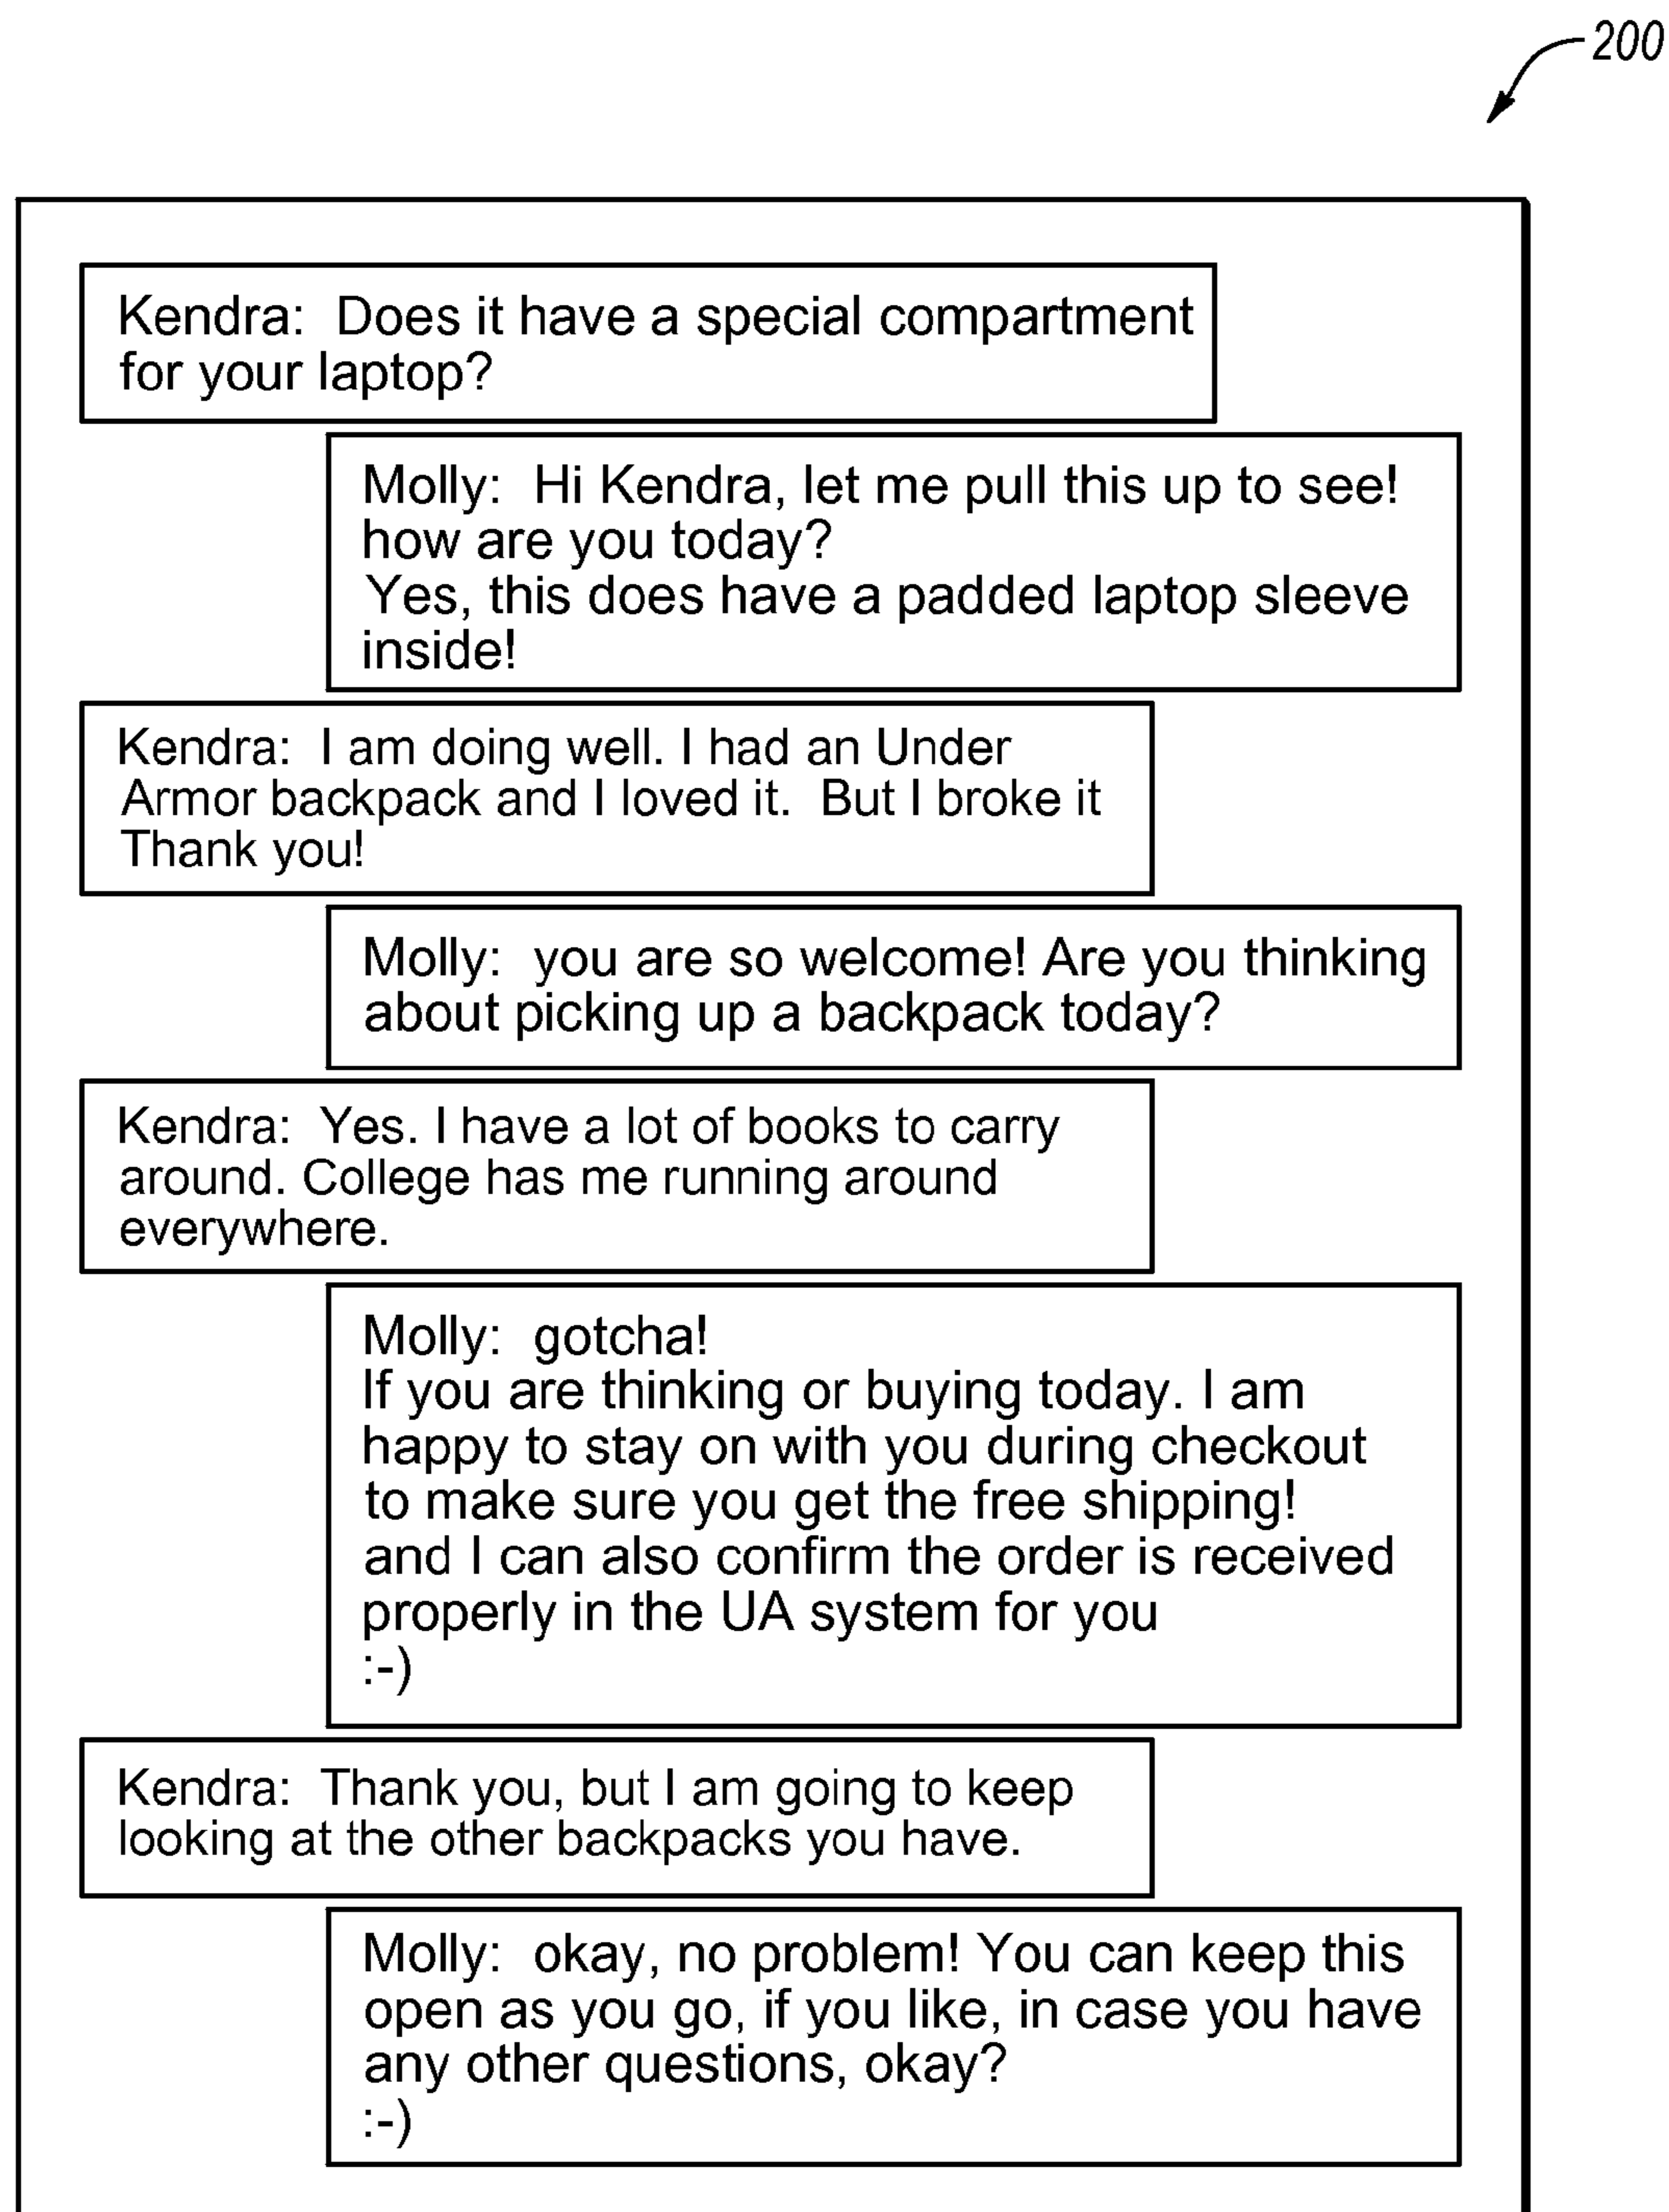 200
Kendra: Does it have a special compartment
for your laptop?
Molly: Hi Kendra, let me pull this up to see!
how are you today?
Yes, this does have a padded laptop sleeve
inside!
Kendra: I am doing well. I had an Under
Armor backpack and I loved it. But I broke it
Thank you!
Molly: you are so welcome! Are you thinking
about picking up a backpack today?
Kendra: Yes. I have a lot of books to carry
around. College has me running around
everywhere.
Molly: gotcha!
If you are thinking or buying today. I am
happy to stay on with you during checkout
to make sure you get the free shipping!
and I can also confirm the order is received
properly in the UA system for you
:-)
Kendra: Thank you, but I am going to keep
looking at the other backpacks you have.
Molly: okay, no problem! You can keep this
open as you go, if you like, in case you have
any other questions, okay?
:-)